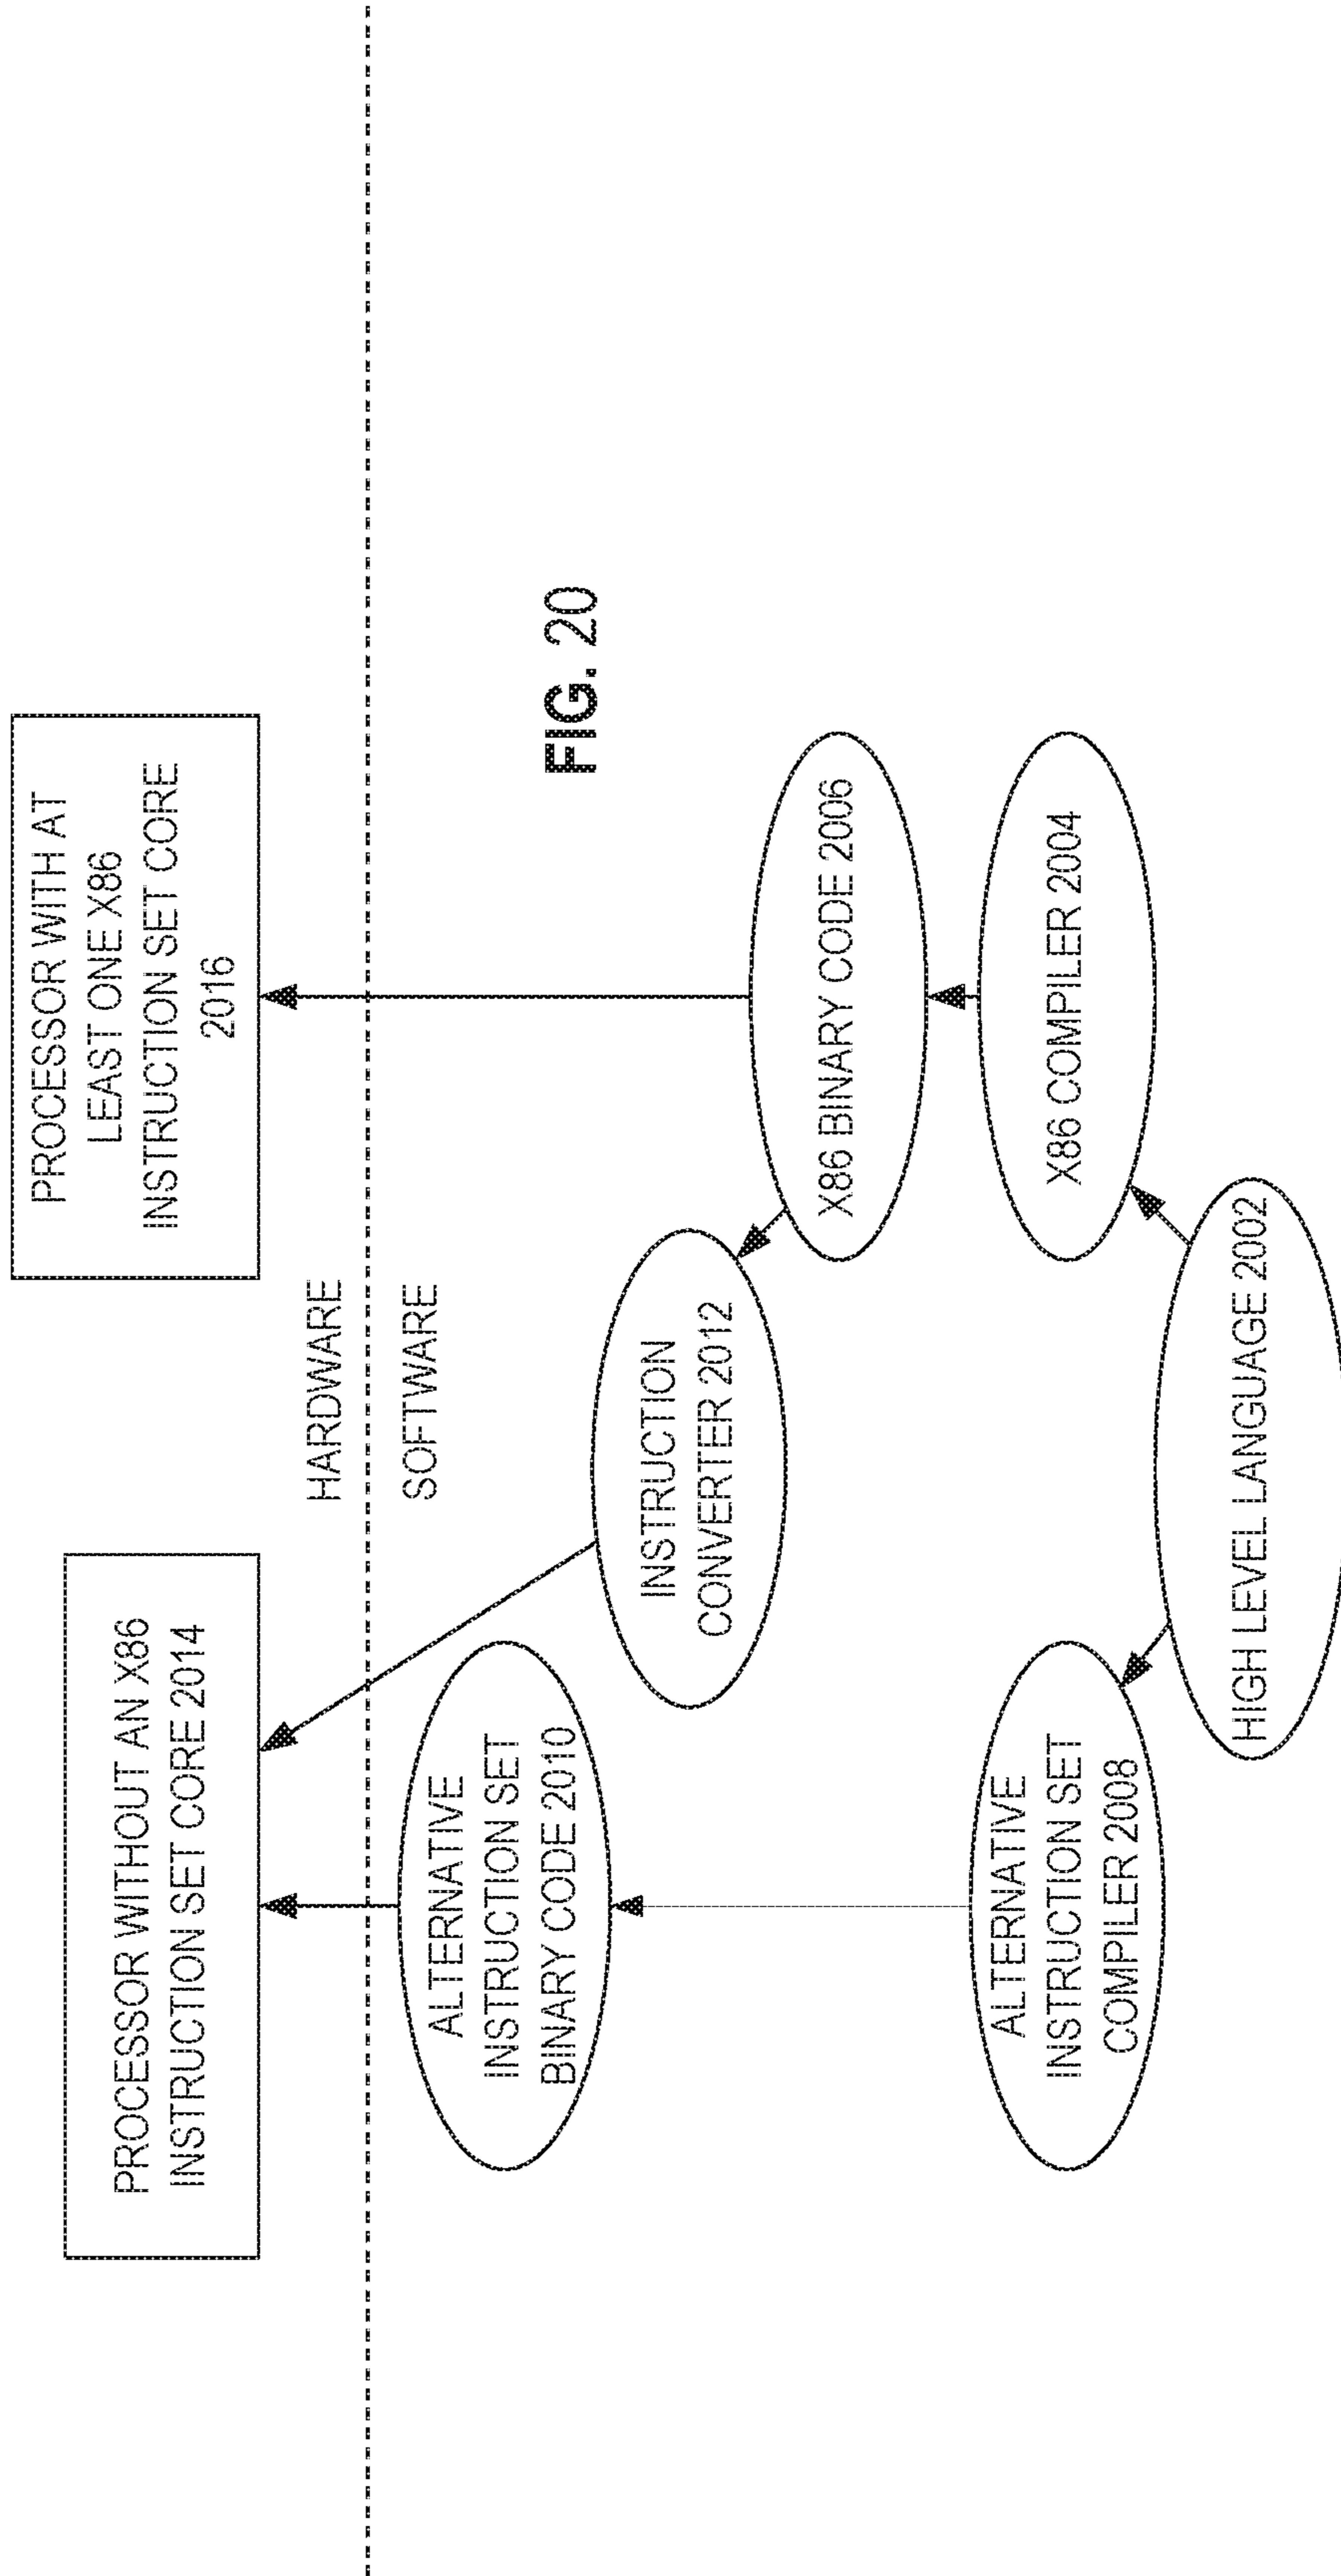 PROCESSOR WITHOUT AN X86
INSTRUCTION SET CORE 2014
PROCESSOR WITH AT
LEAST ONE X86
INSTRUCTION SET CORE
2016
HARDWARE
SOFTWARE
ALTERNATIVE
INSTRUCTION SET
BINARY CODE 2010
INSTRUCTION
CONVERTER 2012
FIG. 20
X86 BINARY CODE 2006
ALTERNATIVE
INSTRUCTION SET
COMPILER 2008
X86 COMPILER 2004
HIGH LEVEL LANGUAGE 2002